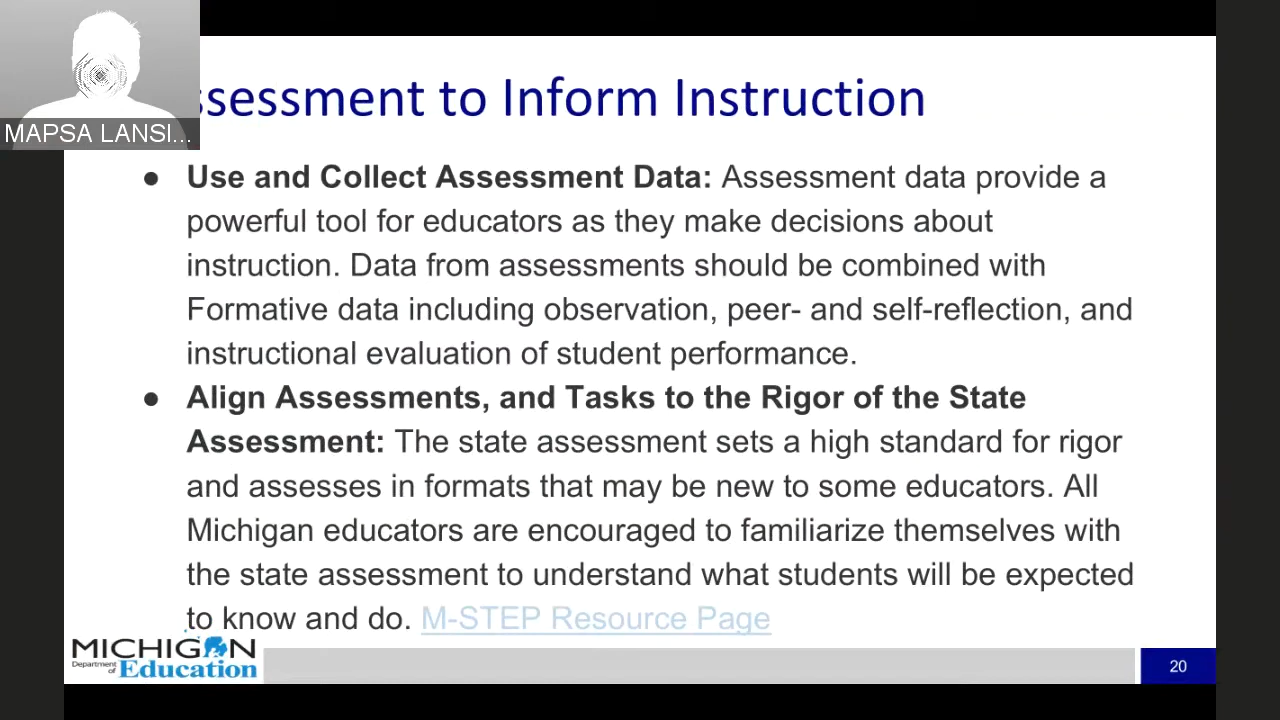 MAPSA LANSI...
ssessment to Inform Instruction
● Use and Collect Assessment Data: Assessment data provide a
powerful tool for educators as they make decisions about
instruction. Data from assessments should be combined with
Formative data including observation, peer- and self-reflection, and
instructional evaluation of student performance.
● Align Assessments, and Tasks to the Rigor of the State
Assessment: The state assessment sets a high standard for rigor
and assesses in formats that may be new to some educators. All
Michigan educators are encouraged to familiarize themselves with
the state assessment to understand what students will be expected
to know and do. M-STEP Resource Page
MICHIGAN
Department of Education
20